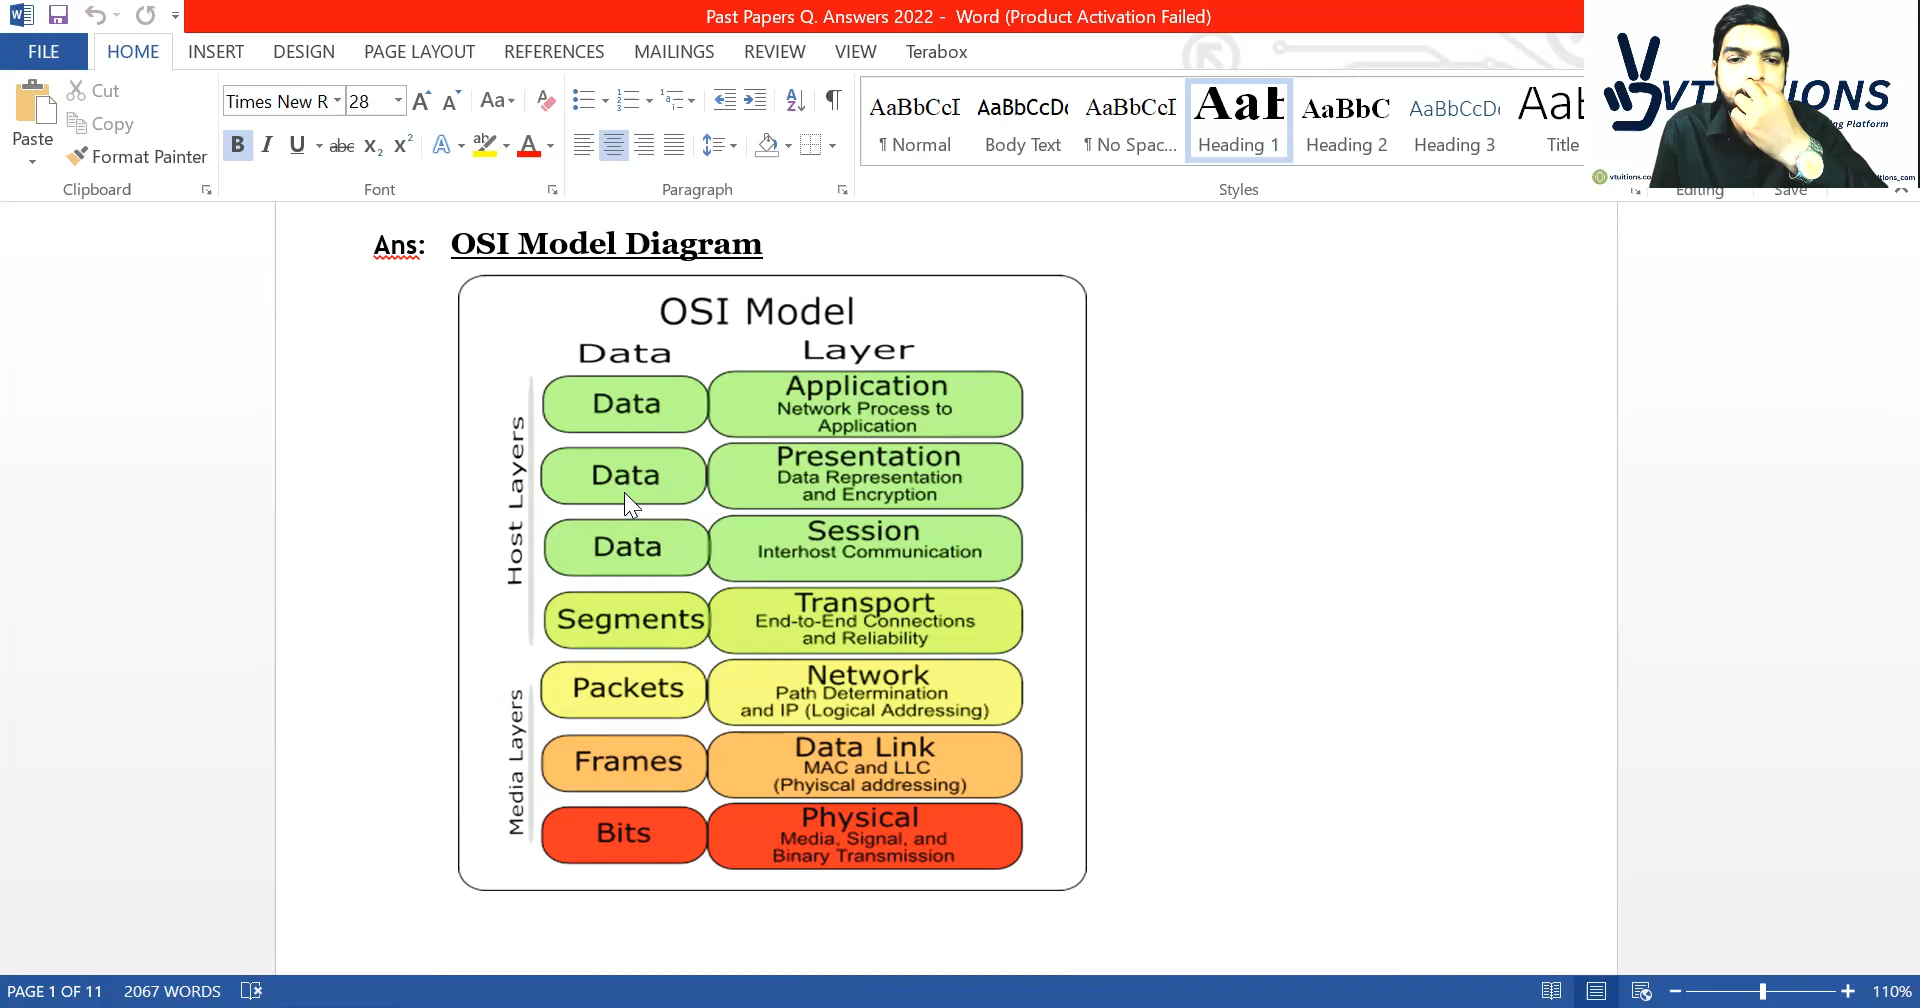 Past Papers Q. Answers 2022 - Word (Product Activation Failed)
FILE HOME INSERT DESIGN PAGE LAYOUT REFERENCES MAILINGS REVIEW VIEW Terabox
Paste
Cut
Copy
Format Painter
Clipboard
Times New R 28
Font
Paragraph
AaBbCcI AaBbCcDc AaBbCcI AaB AaBbC AaBbCcDc
¶ Normal Body Text ¶ No Spac... Heading 1 Heading 2 Heading 3 Title
Styles
Editing Save
Ans: OSI Model Diagram
OSI Model
Data Layer
Host Layers
Data Application
Network Process to
Application
Data Presentation
Data Representation
and Encryption
Data Session
Interhost Communication
Segments Transport
End-to-End Connections
and Reliability
Media Layers
Packets Network
Path Determination
and IP (Logical Addressing)
Frames Data Link
MAC and LLC
(Phyiscal addressing)
Bits Physical
Media, Signal, and
Binary Transmission
PAGE 1 OF 11 2067 WORDS 110%